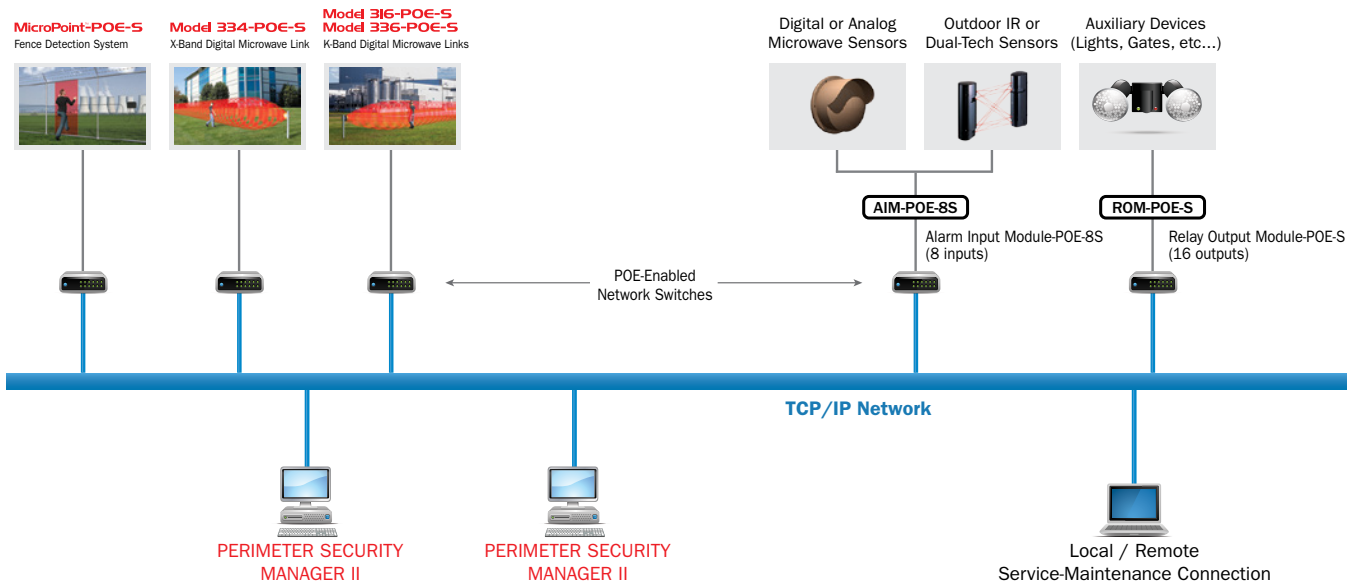 MicroPoint-POE-S
Fence Detection System
Model 334-POE-S
X-Band Digital Microwave Link
Model 316-POE-S
Model 336-POE-S
K-Band Digital Microwave Links
Digital or Analog
Microwave Sensors
Outdoor IR or
Dual-Tech Sensors
Auxiliary Devices
(Lights, Gates, etc...)
AIM-POE-8S
ROM-POE-S
Alarm Input Module-POE-8S
(8 inputs)
Relay Output Module-POE-S
(16 outputs)
POE-Enabled
Network Switches
TCP/IP Network
PERIMETER SECURITY
MANAGER II
PERIMETER SECURITY
MANAGER II
Local / Remote
Service-Maintenance Connection